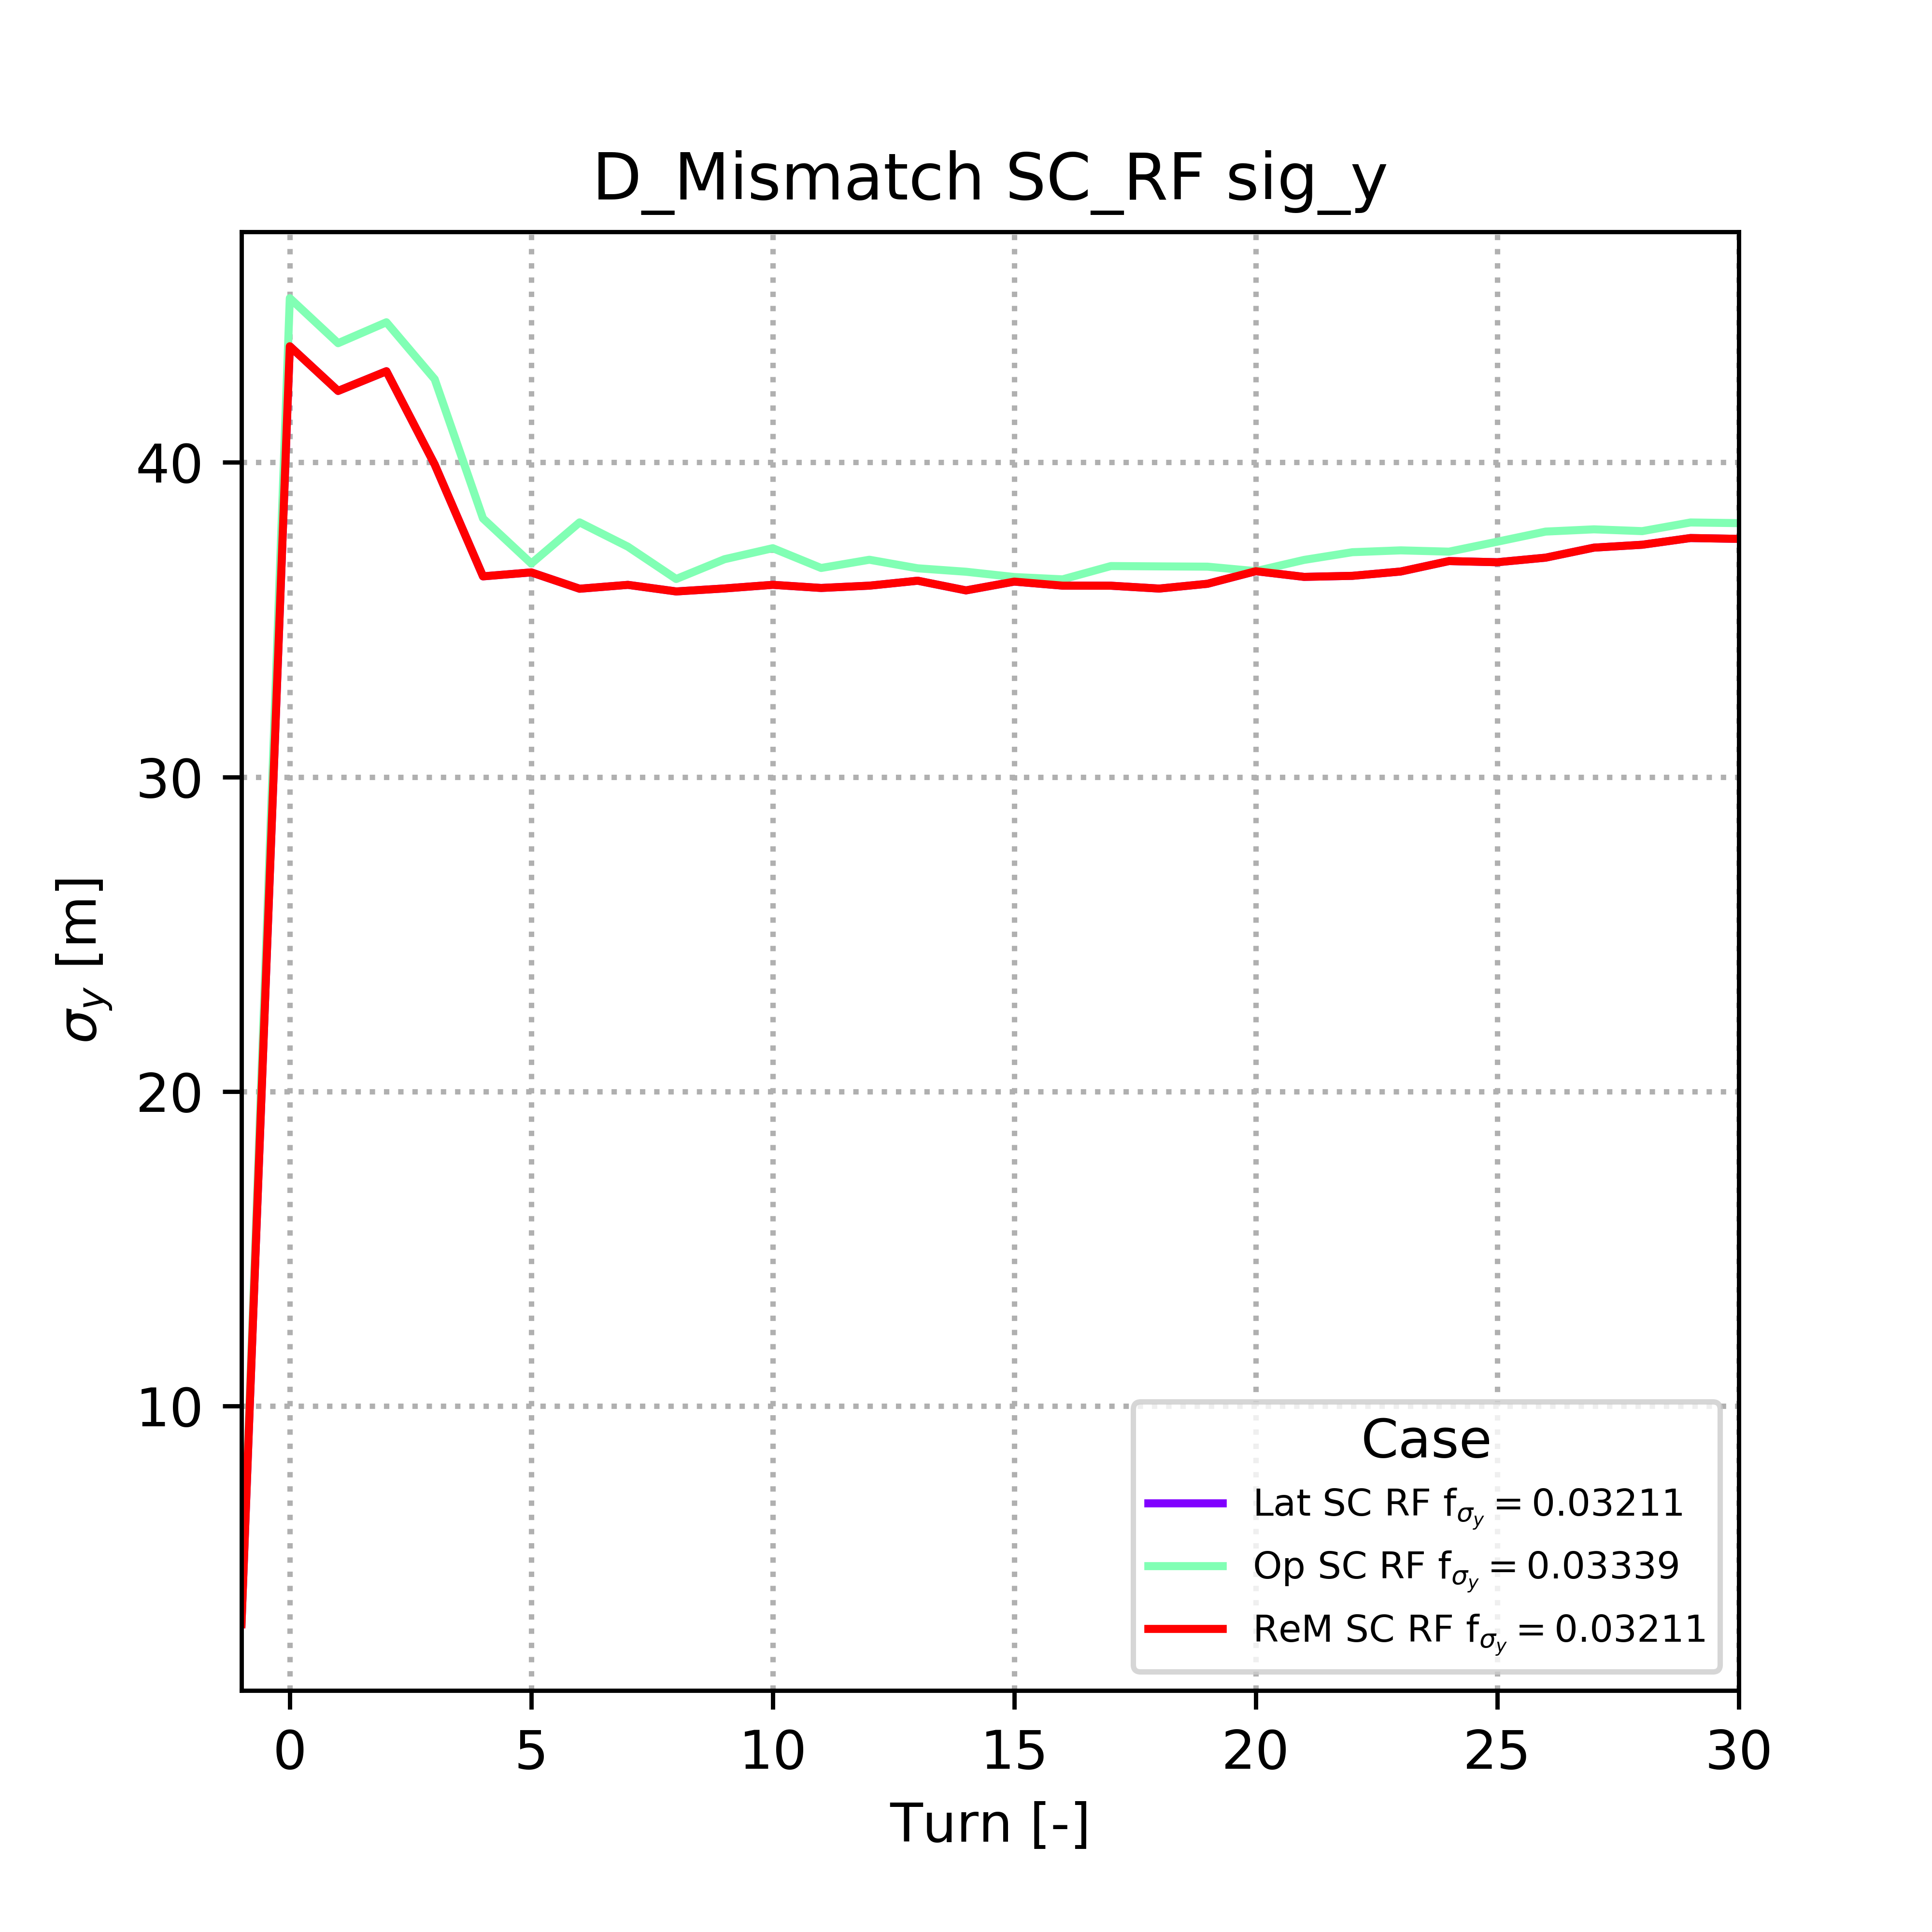 D_Mismatch SC_RF sig_y
40
30
20
10
σy [m]
0 5 10 15 20 25 30
Turn [-]
Case
Lat SC RF fσy = 0.03211
Op SC RF fσy = 0.03339
ReM SC RF fσy = 0.03211